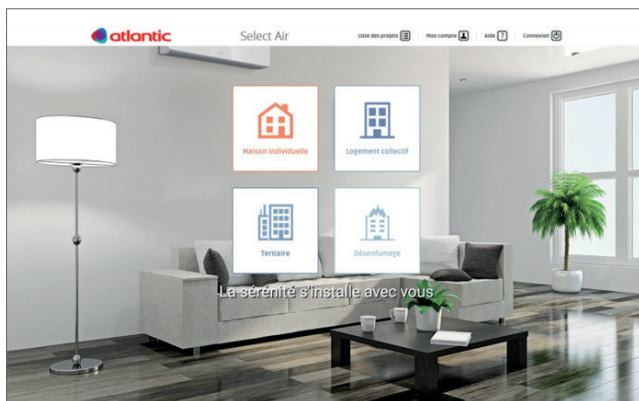 atlantic
Select Air
Liste des projets
Mon compte
Aide ?
Connexion
Maison individuelle
Logement collectif
Tertiaire
Désenfumage
La sérénité s'installe avec vous